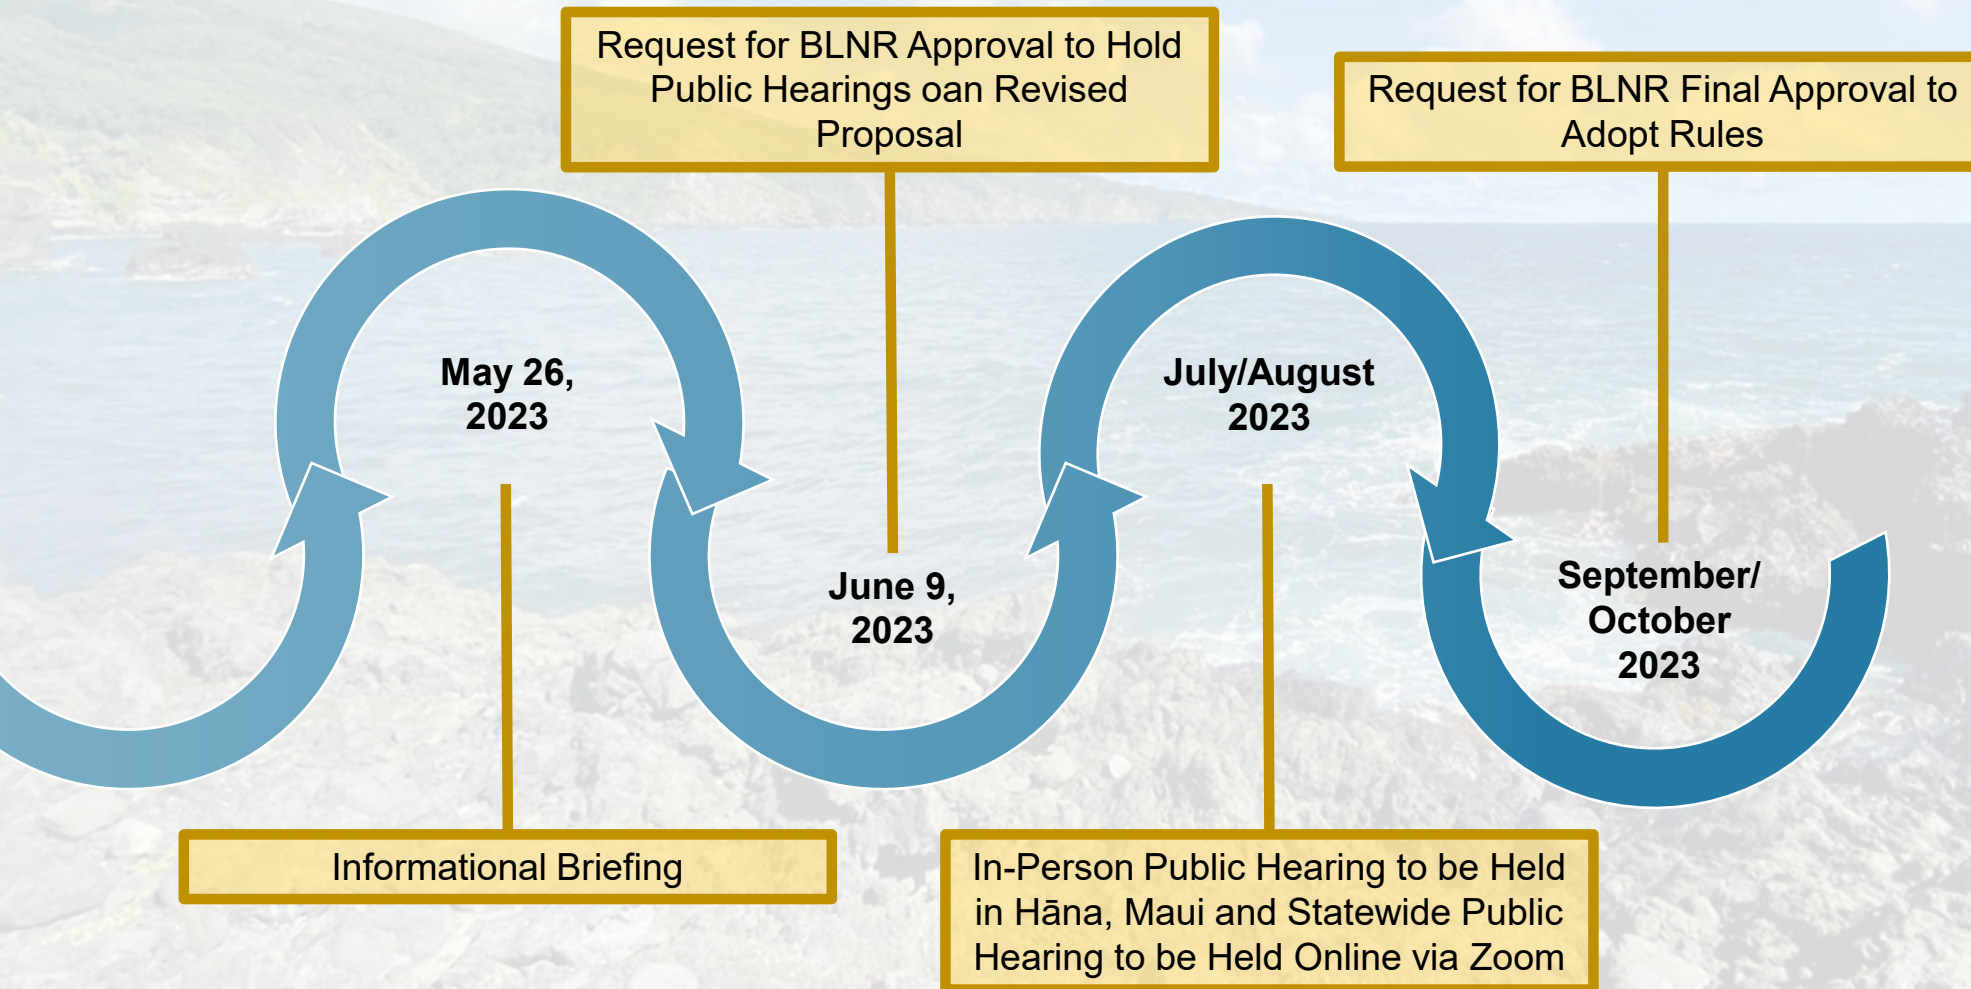 Request for BLNR Approval to Hold
Public Hearings oan Revised
Proposal
Request for BLNR Final Approval to
Adopt Rules
May 26,
2023
June 9,
2023
July/August
2023
September/
October
2023
Informational Briefing
In-Person Public Hearing to be Held
in Hāna, Maui and Statewide Public
Hearing to be Held Online via Zoom